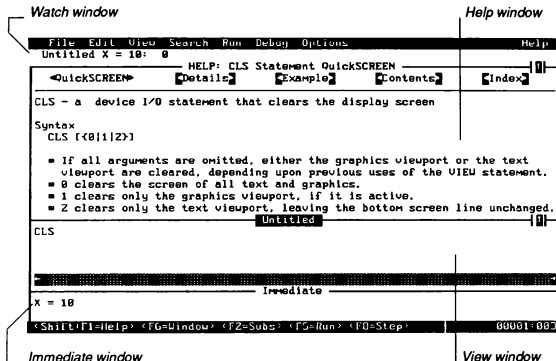 Watch window
Help window
File Edit View Search Run Debug Options Help
Untitled X = 10: 0
HELP: CLS Statement QuickSCREEN
◄QuickSCREEN► ◄Details► ◄Example► ◄Contents► ◄Index►
CLS - a device I/O statement that clears the display screen
Syntax
CLS [{0|1|2}]
▪ If all arguments are omitted, either the graphics viewport or the text
viewport are cleared, depending upon previous uses of the VIEW statement.
▪ 0 clears the screen of all text and graphics.
▪ 1 clears only the graphics viewport, if it is active.
▪ 2 clears only the text viewport, leaving the bottom screen line unchanged.
Untitled
CLS
Immediate
X = 10
<Shift+F1=Help> <F6=Window> <F2=Subs> <F5=Run> <F8=Step> 00001:003
Immediate window
View window